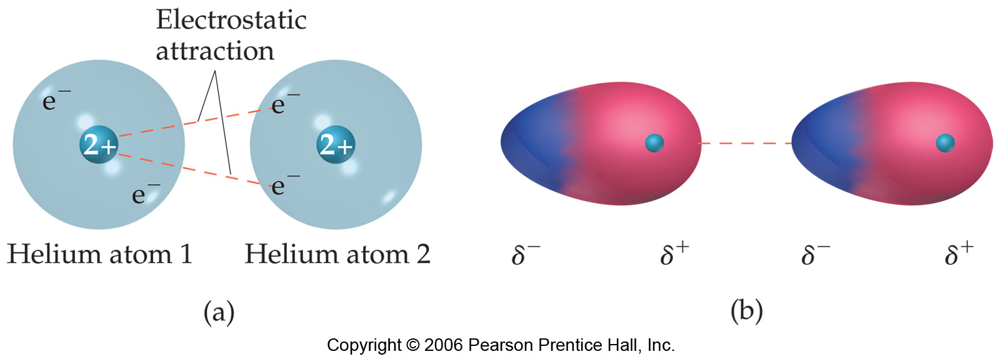 Electrostatic
attraction
e⁻
2+
e⁻
e⁻
2+
e⁻
Helium atom 1
Helium atom 2
δ⁻
δ⁺
δ⁻
δ⁺
(a)
(b)
Copyright © 2006 Pearson Prentice Hall, Inc.